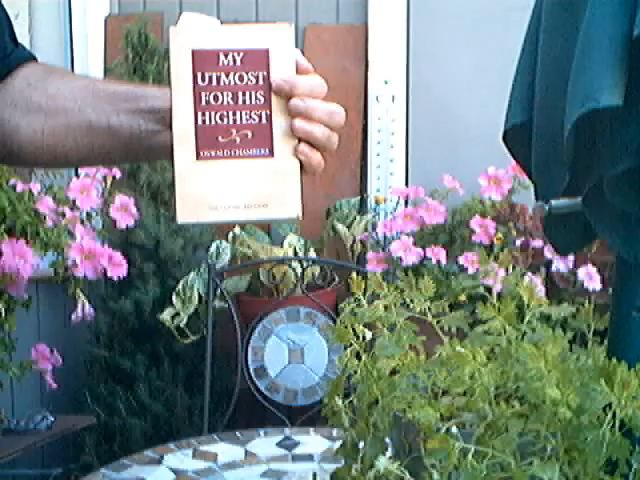 MY
UTMOST
FOR HIS
HIGHEST
OSWALD CHAMBERS